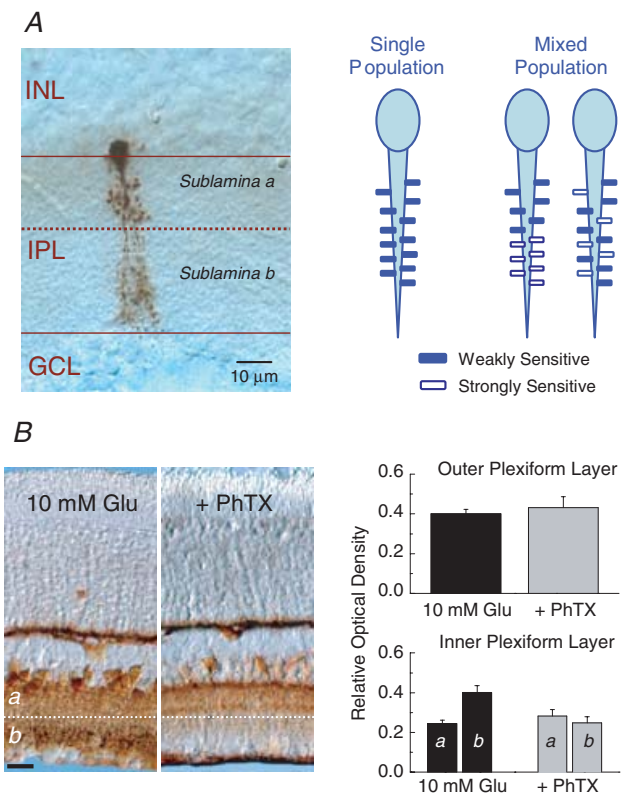 A
INL
Sublamina a
IPL
Sublamina b
GCL
10 µm
Single
Population
Mixed
Population
Weakly Sensitive
Strongly Sensitive
B
10 mM Glu
+ PhTX
a
b
Relative Optical Density
Outer Plexiform Layer
0.6
0.4
0.2
0.0
10 mM Glu
+ PhTX
Inner Plexiform Layer
0.6
0.4
0.2
0.0
a
b
a
b
10 mM Glu
+ PhTX